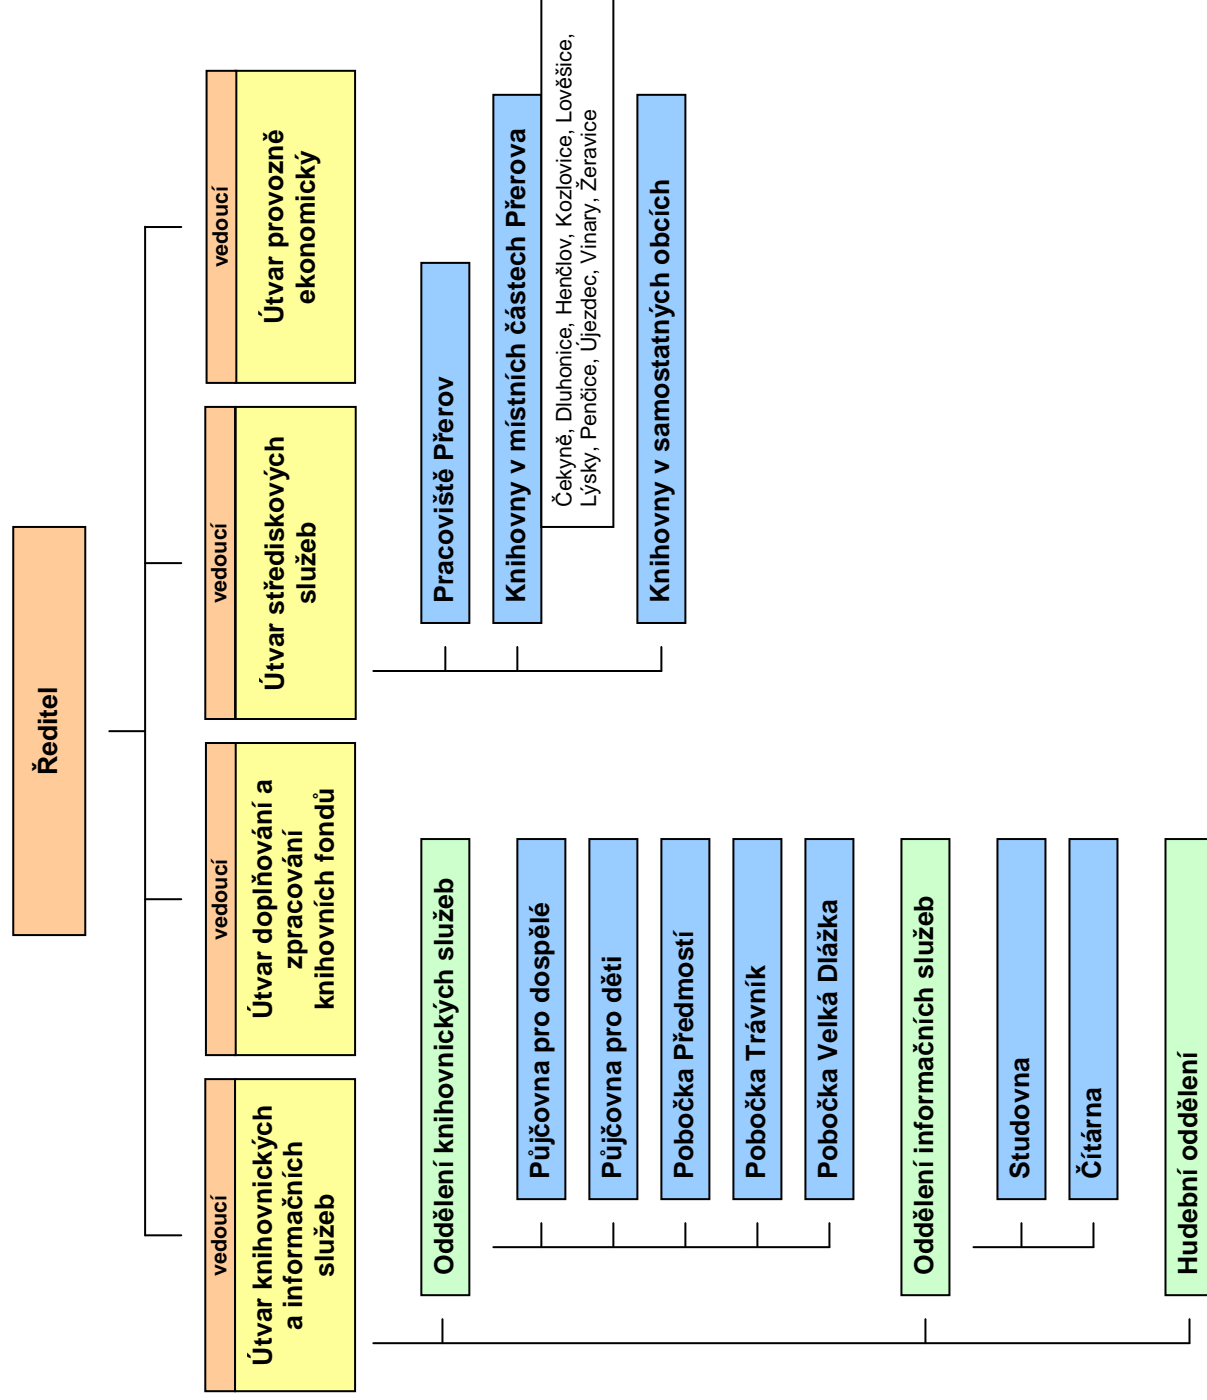 Ředitel
vedoucí
Útvar knihovnických
a informačních
služeb
vedoucí
Útvar doplňování a
zpracování
knihovních fondů
vedoucí
Útvar střediskových
služeb
vedoucí
Útvar provozně
ekonomický
Oddělení knihovnických služeb
Půjčovna pro dospělé
Půjčovna pro děti
Pobočka Předmostí
Pobočka Trávník
Pobočka Velká Dlážka
Oddělení informačních služeb
Studovna
Čítárna
Hudební oddělení
Pracoviště Přerov
Knihovny v místních částech Přerova
Čekyně, Dluhonice, Henčlov, Kozlovice, Lověšice,
Lýsky, Penčice, Újezdec, Vinary, Žeravice
Knihovny v samostatných obcích